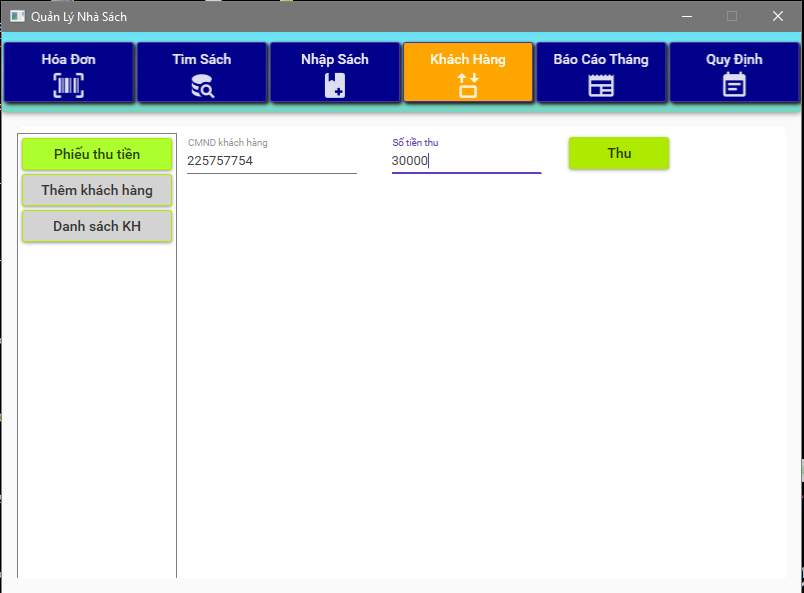 Quản Lý Nhà Sách
Hóa Đơn
Tìm Sách
Nhập Sách
Khách Hàng
Báo Cáo Tháng
Quy Định
Phiếu thu tiền
Thêm khách hàng
Danh sách KH
CMND khách hàng
225757754
Số tiền thu
30000
Thu